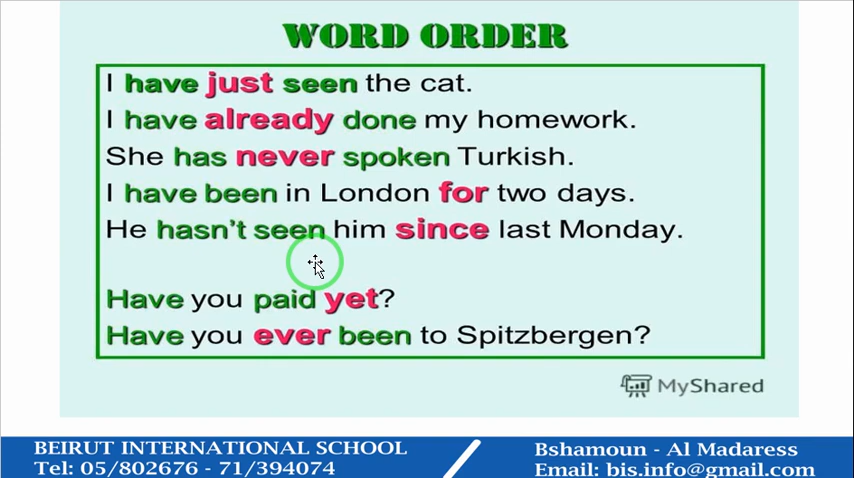 WORD ORDER
I have just seen the cat.
I have already done my homework.
She has never spoken Turkish.
I have been in London for two days.
He hasn't seen him since last Monday.
Have you paid yet?
Have you ever been to Spitzbergen?
MyShared
BEIRUT INTERNATIONAL SCHOOL
Tel: 05/802676 - 71/394074
Bshamoun - Al Madaress
Email: bis.info@gmail.com